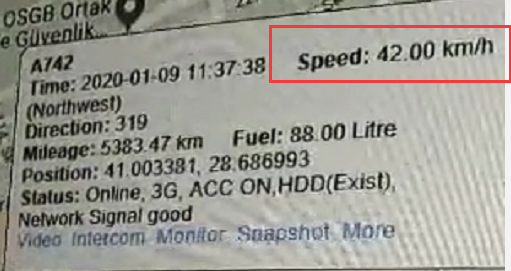 OSGB Ortak
e Güvenlik...
A742
Time: 2020-01-09 11:37:38 Speed: 42.00 km/h
(Northwest)
Direction: 319
Mileage: 5383.47 km Fuel: 88.00 Litre
Position: 41.003381, 28.686993
Status: Online, 3G, ACC ON,HDD(Exist),
Network Signal good
Video Intercom Monitor Snapshot More